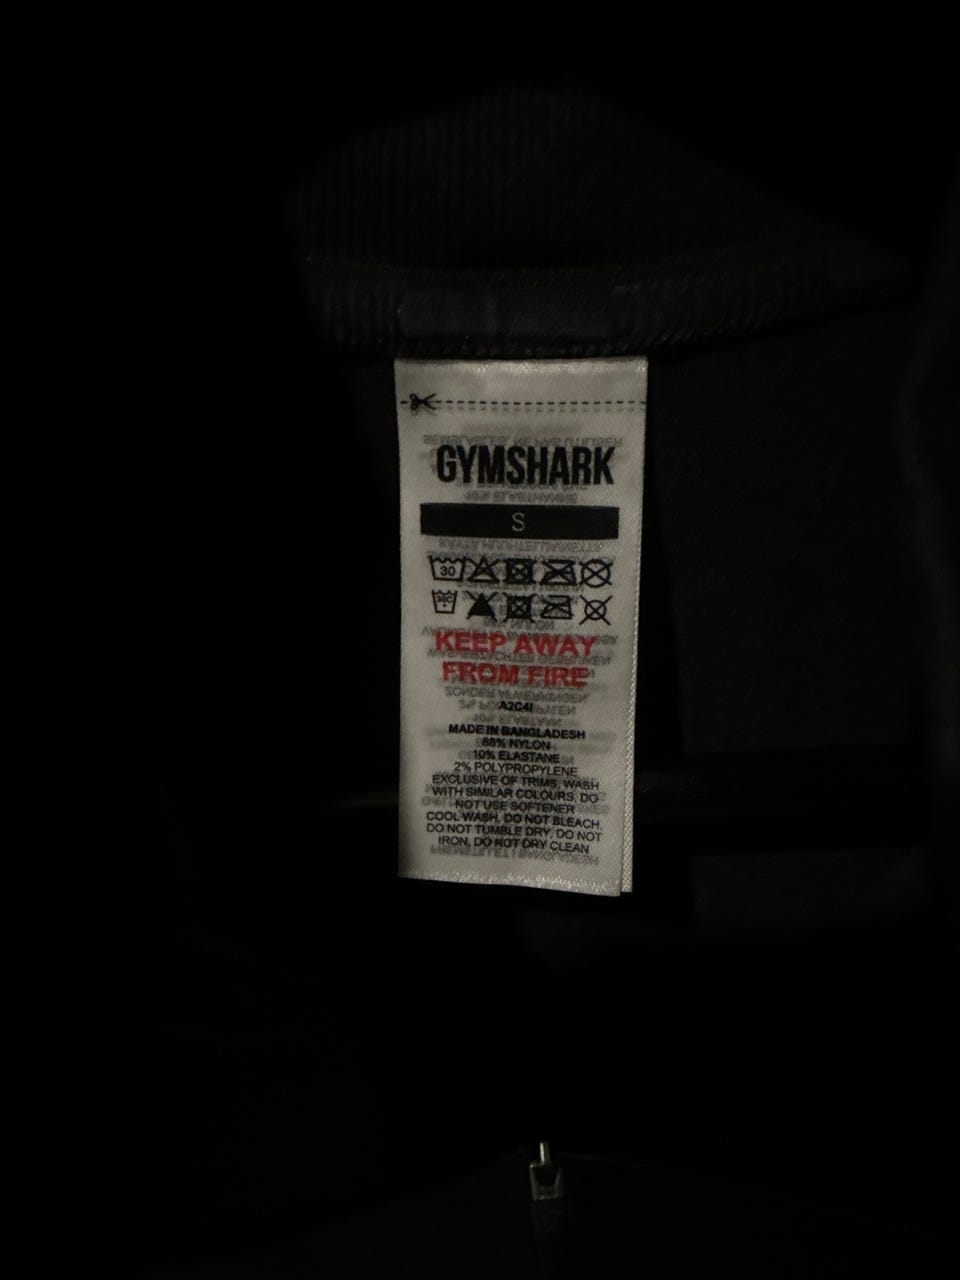 GYMSHARK
S
30
30C
KEEP AWAY
FROM FIRE
A2C4I
MADE IN BANGLADESH
88% NYLON
10% ELASTANE
2% POLYPROPYLENE
EXCLUSIVE OF TRIMS, WASH
WITH SIMILAR COLOURS, DO
NOT USE SOFTENER
COOL WASH, DO NOT BLEACH,
DO NOT TUMBLE DRY, DO NOT
IRON, DO NOT DRY CLEAN